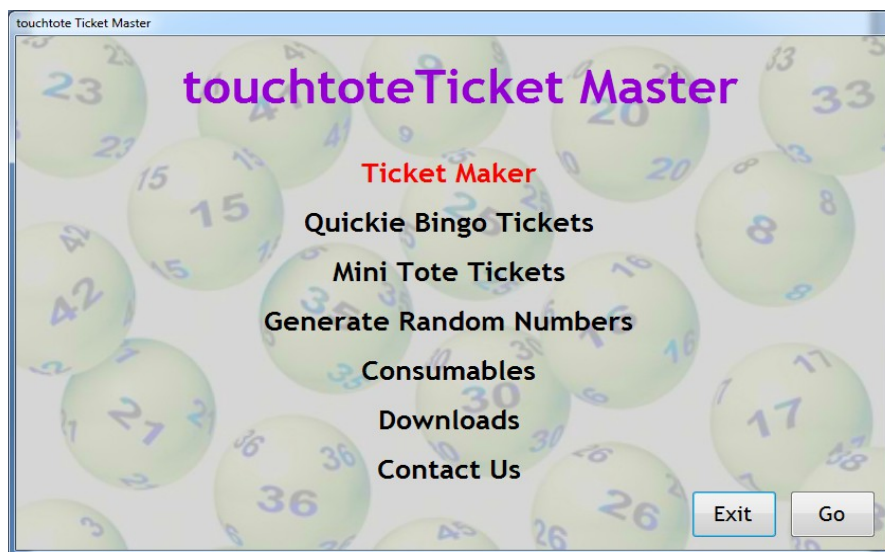 touchtote Ticket Master
touchtoteTicket Master
Ticket Maker
Quickie Bingo Tickets
Mini Tote Tickets
Generate Random Numbers
Consumables
Downloads
Contact Us
Exit Go